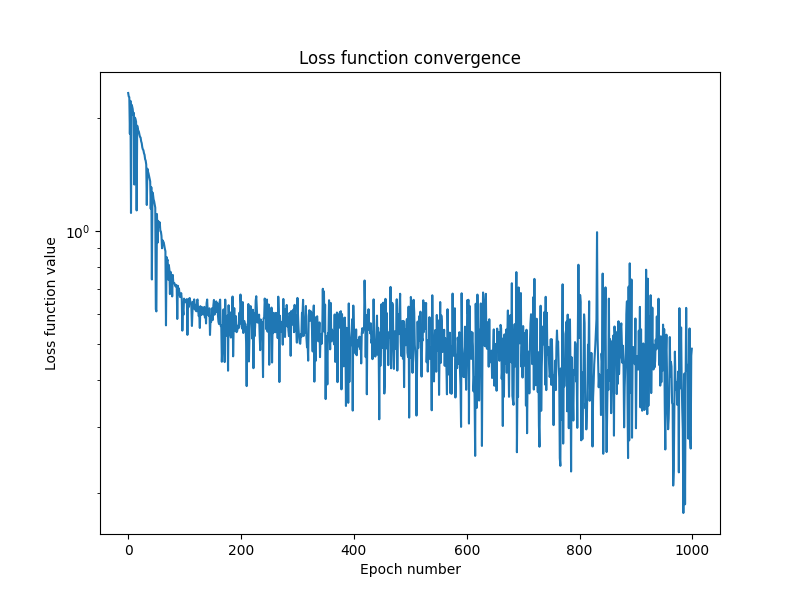 Loss function convergence
Loss function value
10⁰
0 200 400 600 800 1000
Epoch number